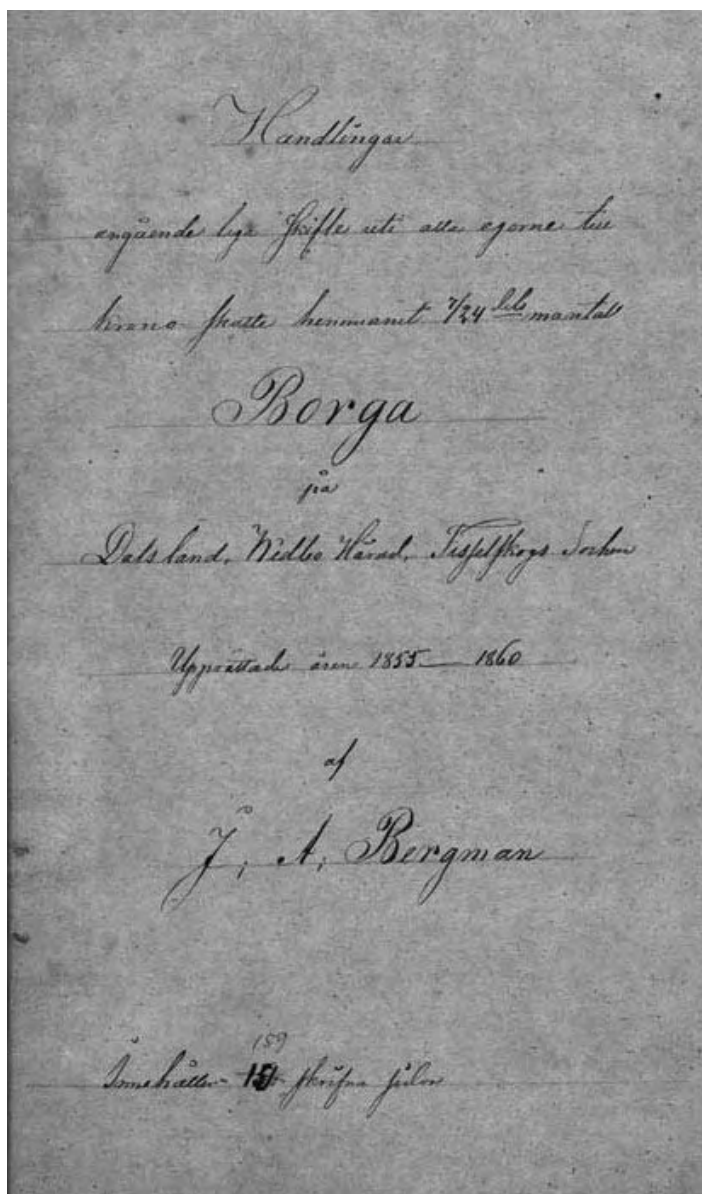 Handlingar
angående laga skifte uti alla egorne till
krono skatte hemmanet 7/24 dels mantal
Borga
på
Dalsland, Wedbo Härad, Tisselskogs Socken
Upprättade åren 1855 — 1860
af
J. A. Bergman
159
Innehåller skrifna sidor